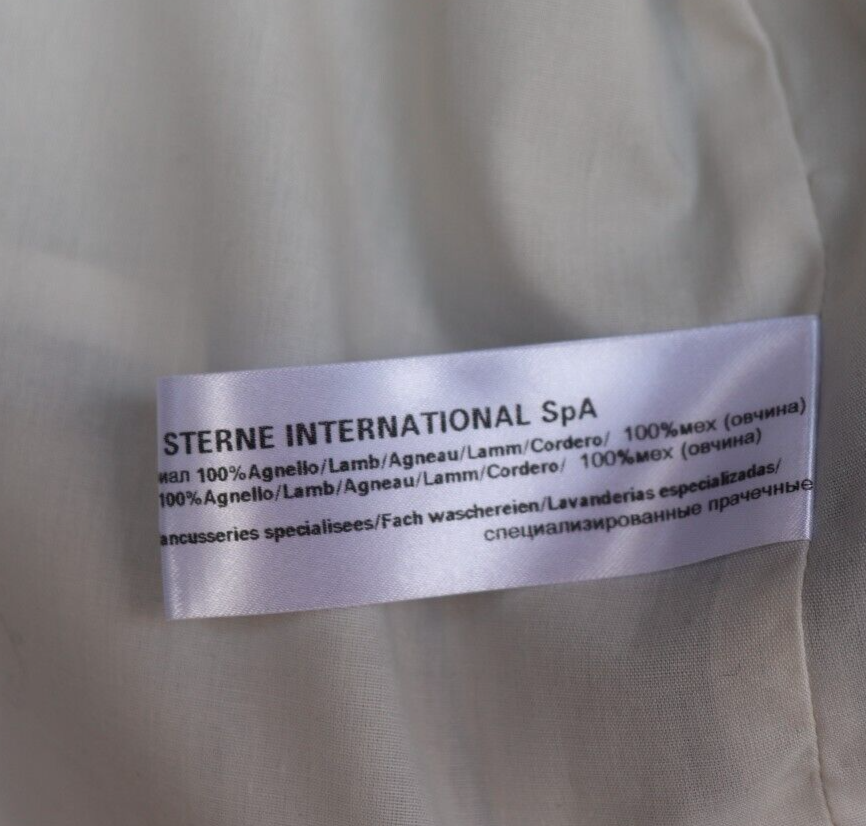 STERNE INTERNATIONAL SpA
иал 100%Agnello/Lamb/Agneau/Lamm/Cordero/ 100%мех (овчина)
100%Agnello/Lamb/Agneau/Lamm/Cordero/ 100%мех (овчина)
ancusseries specialisees/Fach waschereien/Lavanderias especializadas/
специализированные прачечные